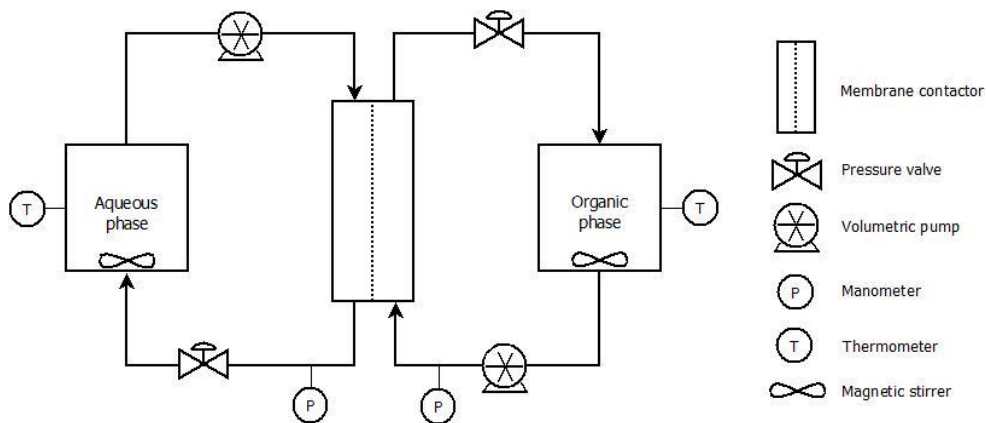 T
Aqueous
phase
P
P
Organic
phase
T
Membrane contactor
Pressure valve
Volumetric pump
P
Manometer
T
Thermometer
Magnetic stirrer